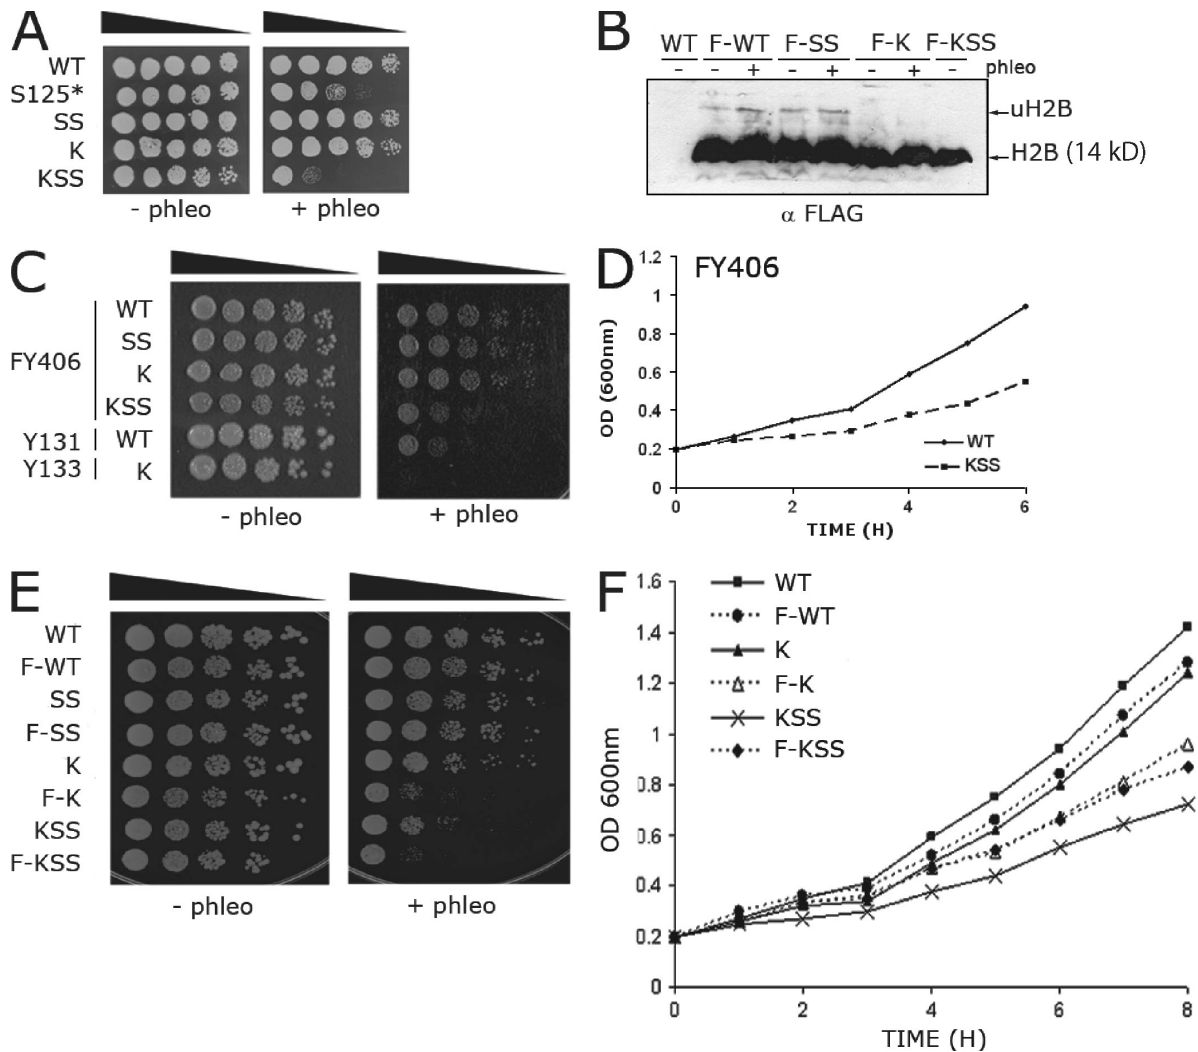 A
WT
S125*
SS
K
KSS
- phleo
+ phleo
B
WT F-WT F-SS F-K F-KSS
- - + - + - + - phleo
uH2B
H2B (14 kD)
α FLAG
C
FY406
WT
SS
K
KSS
Y131 WT
Y133 K
- phleo
+ phleo
D
FY406
OD (600nm)
1.2
1
0.8
0.6
0.4
0.2
0
WT
KSS
0 2 4 6
TIME (H)
E
WT
F-WT
SS
F-SS
K
F-K
KSS
F-KSS
- phleo
+ phleo
F
OD 600nm
1.6
1.4
1.2
1
0.8
0.6
0.4
0.2
0
WT
F-WT
K
F-K
KSS
F-KSS
0 2 4 6 8
TIME (H)